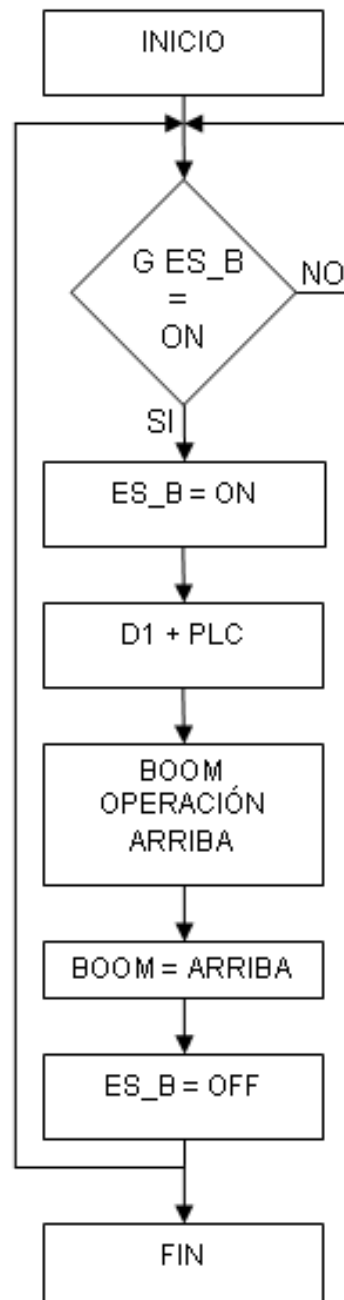 INICIO
G ES_B
=
ON
NO
SI
ES_B = ON
D1 + PLC
BOOM
OPERACIÓN
ARRIBA
BOOM = ARRIBA
ES_B = OFF
FIN